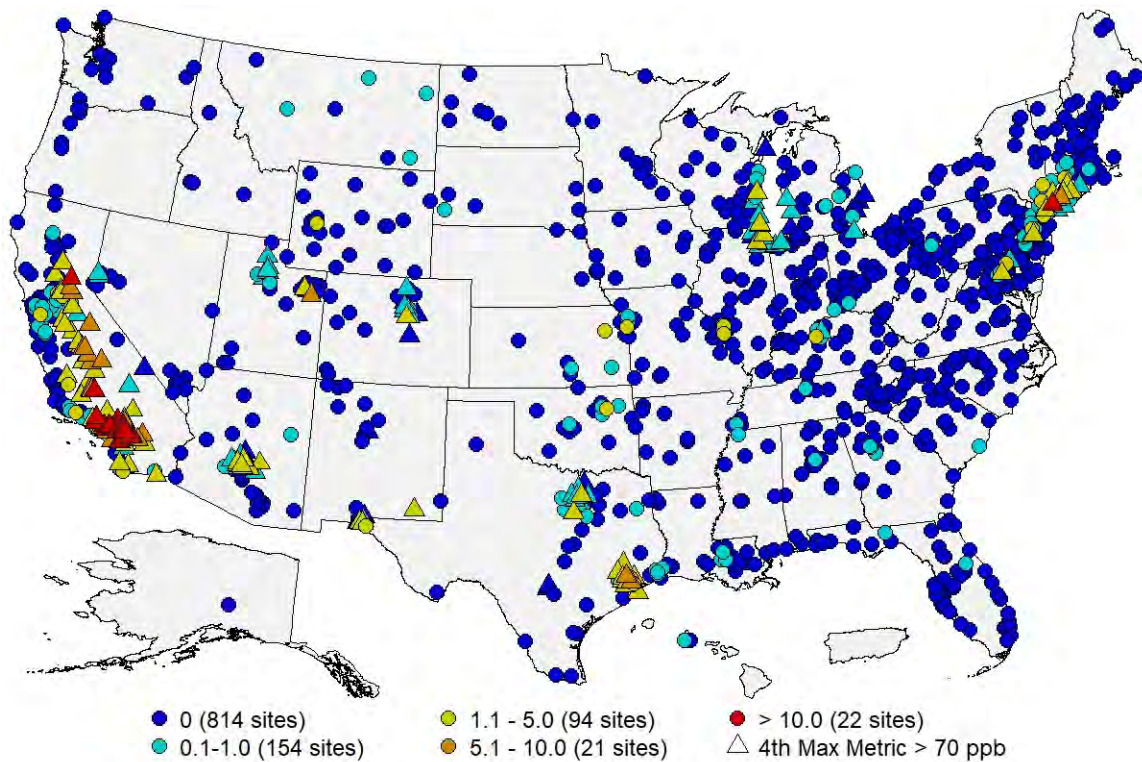 0 (814 sites) 1.1 - 5.0 (94 sites) > 10.0 (22 sites)
0.1-1.0 (154 sites) 5.1 - 10.0 (21 sites) 4th Max Metric > 70 ppb